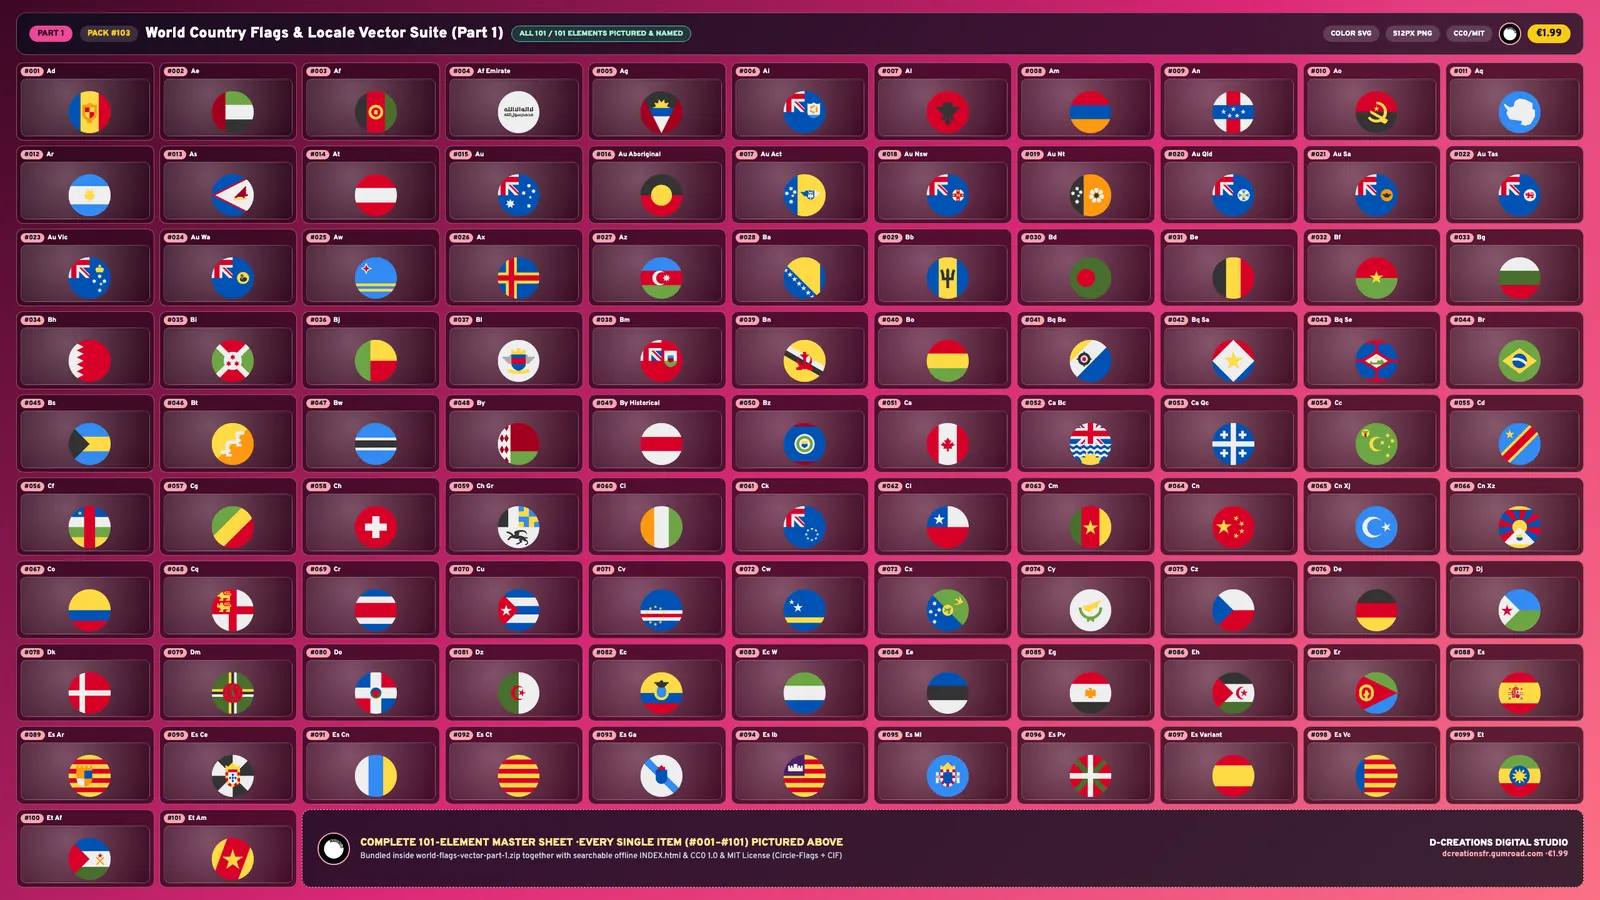 PART 1 PACK #103 World Country Flags & Locale Vector Suite (Part 1) ALL 101 / 101 ELEMENTS PICTURED & NAMED COLOR SVG 512PX PNG CC0/MIT €1.99
#001 Ad #002 Ae #003 Af #004 Af Emirate #005 Ag #006 Ai #007 Al #008 Am #009 An #010 Ao #011 Aq
#012 Ar #013 As #014 At #015 Au #016 Au Aboriginal #017 Au Act #018 Au Nsw #019 Au Nt #020 Au Qld #021 Au Sa #022 Au Tas
#023 Au Vic #024 Au Wa #025 Aw #026 Ax #027 Az #028 Ba #029 Bb #030 Bd #031 Be #032 Bf #033 Bg
#034 Bh #035 Bi #036 Bj #037 Bl #038 Bm #039 Bn #040 Bo #041 Bq Bo #042 Bq Sa #043 Bq Se #044 Br
#045 Bs #046 Bt #047 Bw #048 By #049 By Historical #050 Bz #051 Ca #052 Ca Bc #053 Ca Qc #054 Cc #055 Cd
#056 Cf #057 Cg #058 Ch #059 Ch Gr #060 Ci #061 Ck #062 Cl #063 Cm #064 Cn #065 Cn Xj #066 Cn Xz
#067 Co #068 Cq #069 Cr #070 Cu #071 Cv #072 Cw #073 Cx #074 Cy #075 Cz #076 De #077 Dj
#078 Dk #079 Dm #080 Do #081 Dz #082 Ec #083 Ec W #084 Ee #085 Eg #086 Eh #087 Er #088 Es
#089 Es Ar #090 Es Ce #091 Es Cn #092 Es Ct #093 Es Ga #094 Es Ib #095 Es Ml #096 Es Pv #097 Es Variant #098 Es Vc #099 Et
#100 Et Af #101 Et Am
COMPLETE 101-ELEMENT MASTER SHEET · EVERY SINGLE ITEM (#001–#101) PICTURED ABOVE
Bundled inside world-flags-vector-part-1.zip together with searchable offline INDEX.html & CC0 1.0 & MIT License (Circle-Flags + CIF)
D-CREATIONS DIGITAL STUDIO
dcreationsfr.gumroad.com · €1.99